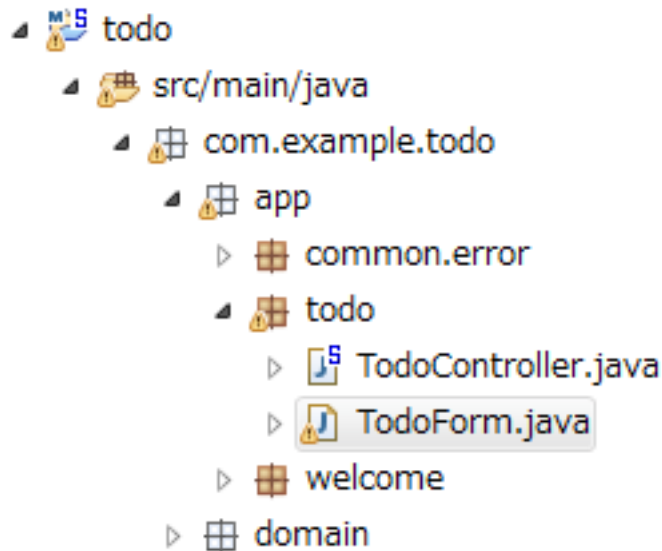 todo
src/main/java
com.example.todo
app
common.error
todo
TodoController.java
TodoForm.java
welcome
domain